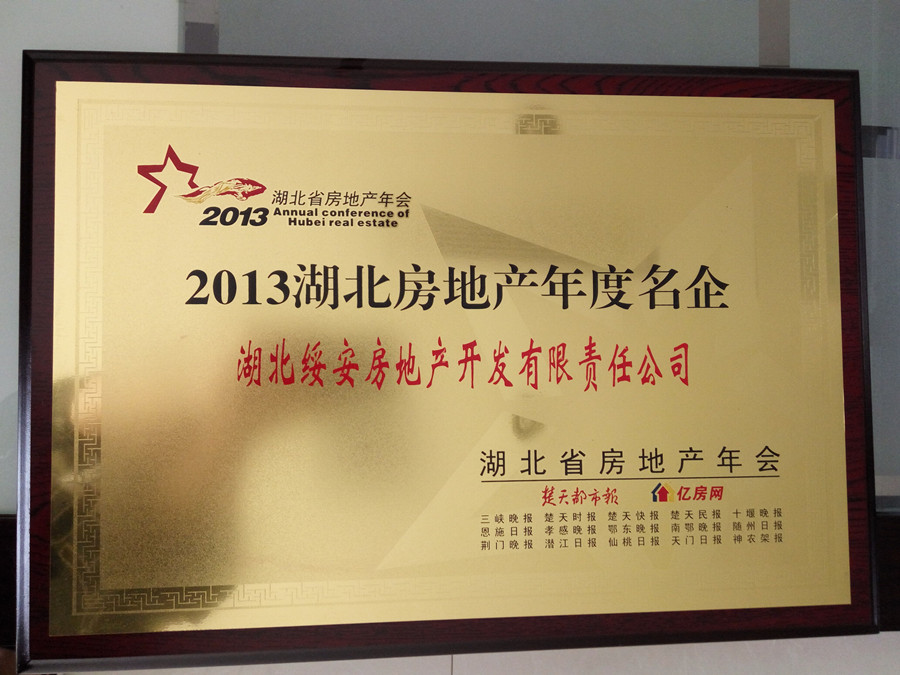 2013
湖北省房地产年会
Annual conference of
Hubei real estate
2013湖北房地产年度名企
湖北绥安房地产开发有限责任公司
湖北省房地产年会
楚天都市报 亿房网
三峡晚报 楚天时报 楚天快报 楚天民报 十堰晚报
恩施日报 孝感晚报 鄂东晚报 南鄂晚报 随州日报
荆门晚报 潜江日报 仙桃日报 天门日报 神农架报